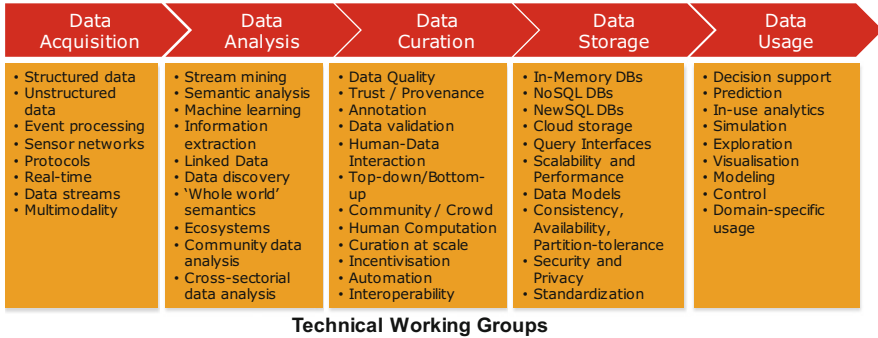 Data
Acquisition
Data
Analysis
Data
Curation
Data
Storage
Data
Usage
• Structured data
• Unstructured
data
• Event processing
• Sensor networks
• Protocols
• Real-time
• Data streams
• Multimodality
• Stream mining
• Semantic analysis
• Machine learning
• Information
extraction
• Linked Data
• Data discovery
• ‘Whole world’
semantics
• Ecosystems
• Community data
analysis
• Cross-sectorial
data analysis
• Data Quality
• Trust / Provenance
• Annotation
• Data validation
• Human-Data
Interaction
• Top-down/Bottom-
up
• Community / Crowd
• Human Computation
• Curation at scale
• Incentivisation
• Automation
• Interoperability
• In-Memory DBs
• NoSQL DBs
• NewSQL DBs
• Cloud storage
• Query Interfaces
• Scalability and
Performance
• Data Models
• Consistency,
Availability,
Partition-tolerance
• Security and
Privacy
• Standardization
• Decision support
• Prediction
• In-use analytics
• Simulation
• Exploration
• Visualisation
• Modeling
• Control
• Domain-specific
usage
Technical Working Groups